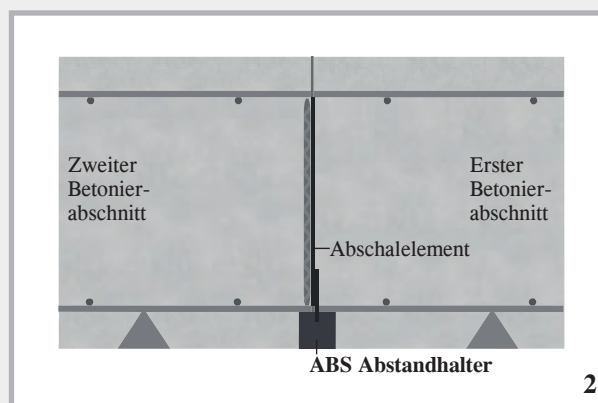 Zweiter
Betonier-
abschnitt
Erster
Betonier-
abschnitt
Abschalelement
ABS Abstandhalter
2